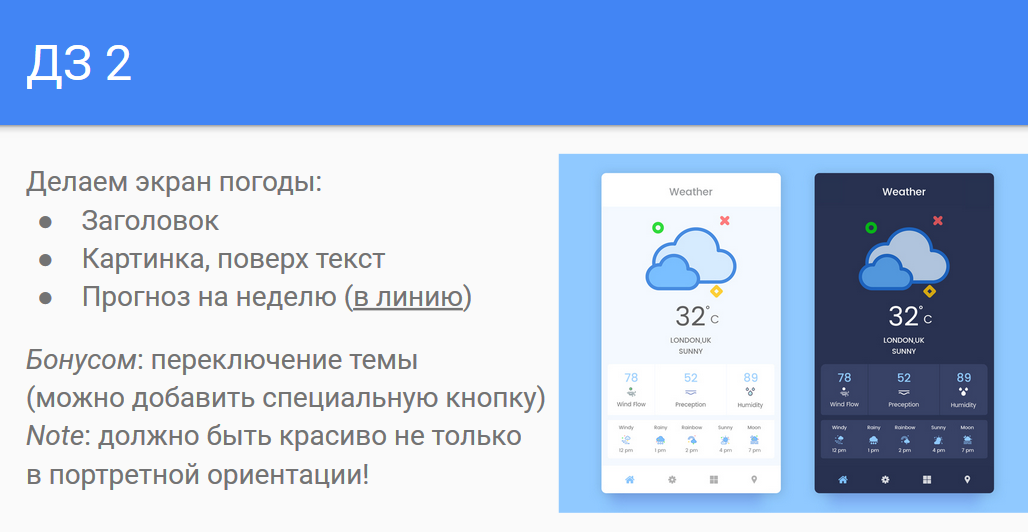 ДЗ 2
Делаем экран погоды:
● Заголовок
● Картинка, поверх текст
● Прогноз на неделю (в линию)
Бонусом: переключение темы
(можно добавить специальную кнопку)
Note: должно быть красиво не только
в портретной ориентации!
Weather
32°C
LONDON,UK
SUNNY
78 52 89
Wind Flow Preception Humidity
Windy Rainy Rainbow Sunny Moon
12 pm 1 pm 2 pm 4 pm 7 pm
Weather
32°C
LONDON,UK
SUNNY
78 52 89
Wind Flow Preception Humidity
Windy Rainy Rainbow Sunny Moon
12 pm 1 pm 2 pm 4 pm 7 pm